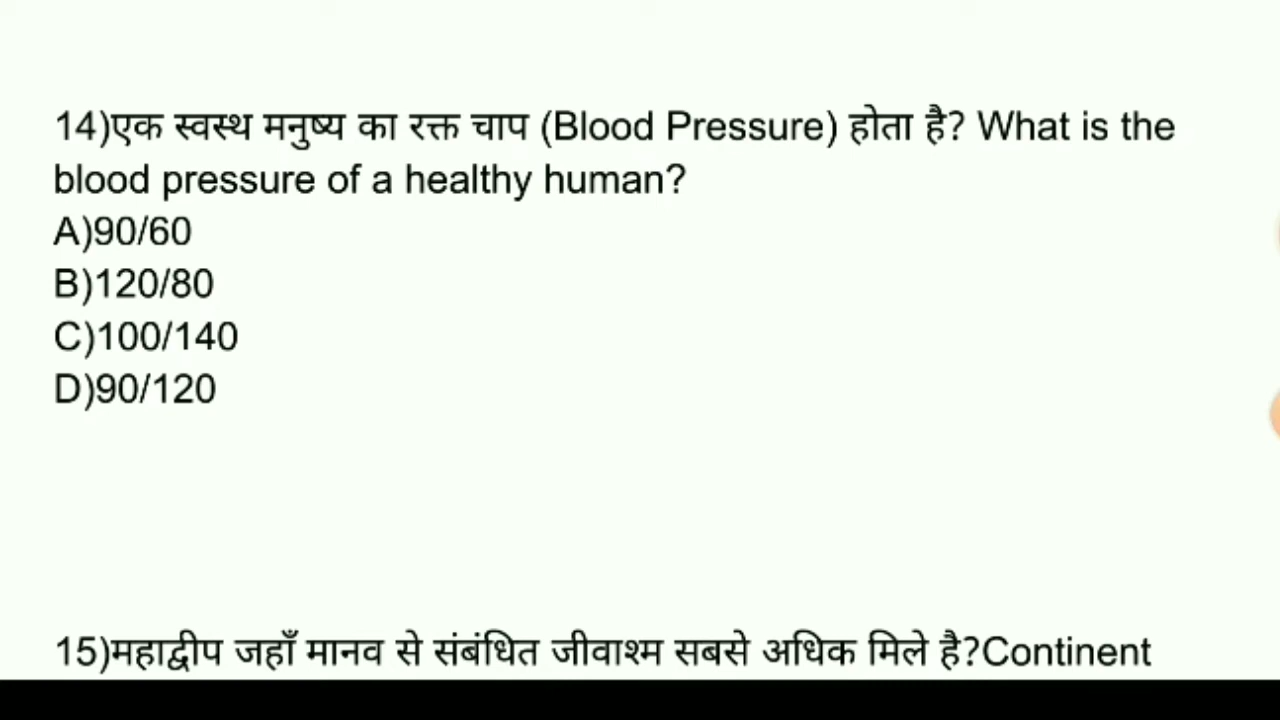 14)एक स्वस्थ मनुष्य का रक्त चाप (Blood Pressure) होता है? What is the
blood pressure of a healthy human?
A)90/60
B)120/80
C)100/140
D)90/120
15)महाद्वीप जहाँ मानव से संबंधित जीवाश्म सबसे अधिक मिले है?Continent